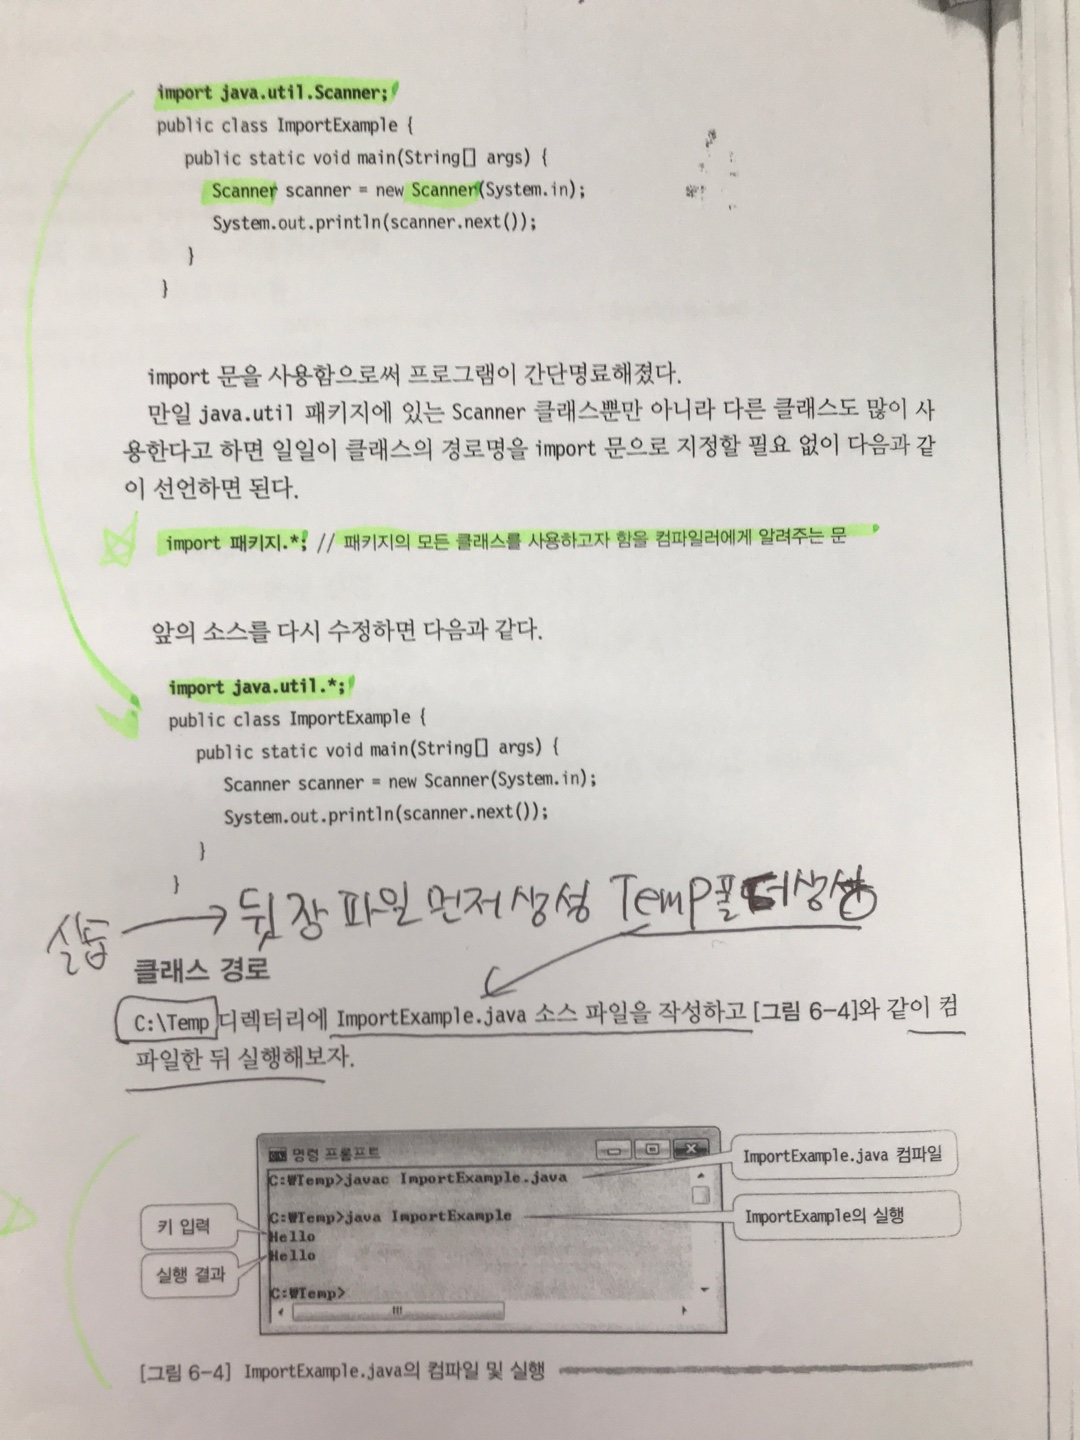 import java.util.Scanner;
public class ImportExample {
public static void main(String[] args) {
Scanner scanner = new Scanner(System.in);
System.out.println(scanner.next());
}
}
import 문을 사용함으로써 프로그램이 간단명료해졌다.
만일 java.util 패키지에 있는 Scanner 클래스뿐만 아니라 다른 클래스도 많이 사
용한다고 하면 일일이 클래스의 경로명을 import 문으로 지정할 필요 없이 다음과 같
이 선언하면 된다.
import 패키지.*; // 패키지의 모든 클래스를 사용하고자 함을 컴파일러에게 알려주는 문
앞의 소스를 다시 수정하면 다음과 같다.
import java.util.*;
public class ImportExample {
public static void main(String[] args) {
Scanner scanner = new Scanner(System.in);
System.out.println(scanner.next());
}
}
실습 → 뒷장 파일 먼저 생성 Temp폴더생성
클래스 경로
C:\Temp 디렉터리에 ImportExample.java 소스 파일을 작성하고 [그림 6-4]와 같이 컴
파일한 뒤 실행해보자.
명령 프롬프트
C:₩Temp>javac ImportExample.java
ImportExample.java 컴파일
C:₩Temp>java ImportExample
ImportExample의 실행
키 입력
Hello
실행 결과
Hello
C:₩Temp>
[그림 6-4] ImportExample.java의 컴파일 및 실행